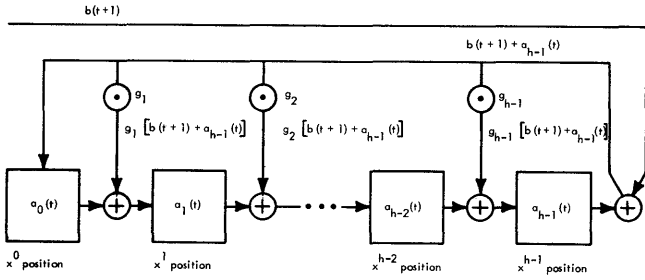 b(t+1)
b(t+1) + a_{h-1}(t)
g_1 g_2 g_{h-1}
g_1 [b(t+1) + a_{h-1}(t)] g_2 [b(t+1) + a_{h-1}(t)] g_{h-1} [b(t+1) + a_{h-1}(t)]
a_0(t) + a_1(t) + • • • a_{h-2}(t) + a_{h-1}(t) +
x^0 position x^1 position x^{h-2} position x^{h-1} position